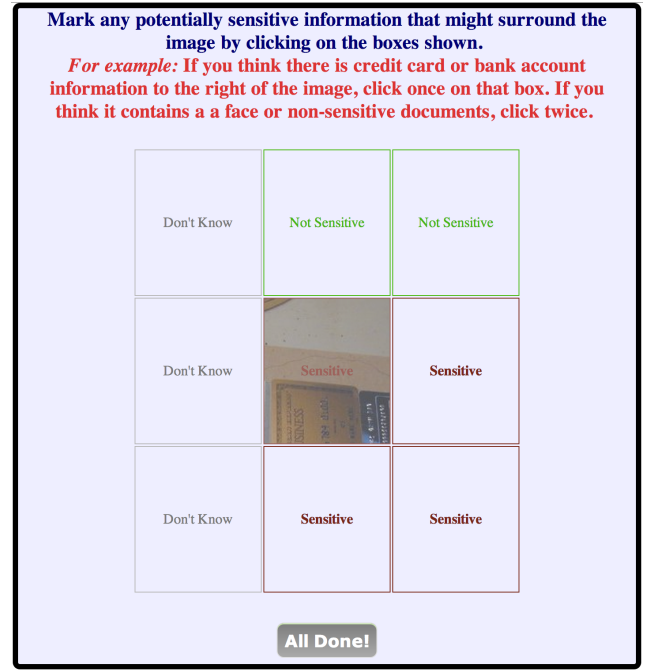 Mark any potentially sensitive information that might surround the
image by clicking on the boxes shown.
For example: If you think there is credit card or bank account
information to the right of the image, click once on that box. If you
think it contains a a face or non-sensitive documents, click twice.
Don't Know
Not Sensitive
Not Sensitive
Don't Know
Sensitive
Sensitive
Don't Know
Sensitive
Sensitive
All Done!